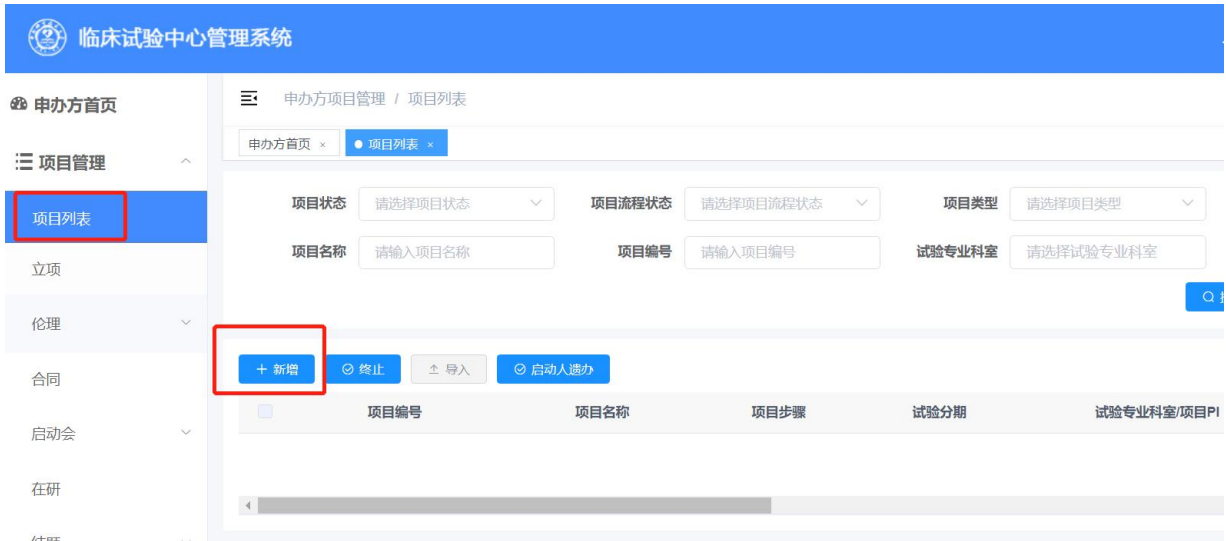 临床试验中心管理系统
申办方首页
申办方项目管理 / 项目列表
申办方首页 ×
项目列表 ×
项目管理
项目列表
立项
伦理
合同
启动会
在研
项目状态 请选择项目状态
项目流程状态 请选择项目流程状态
项目类型 请选择项目类型
项目名称 请输入项目名称
项目编号 请输入项目编号
试验专业科室 请选择试验专业科室
+ 新增
终止
导入
启动人遗办
项目编号 项目名称 项目步骤 试验分期 试验专业科室/项目PI